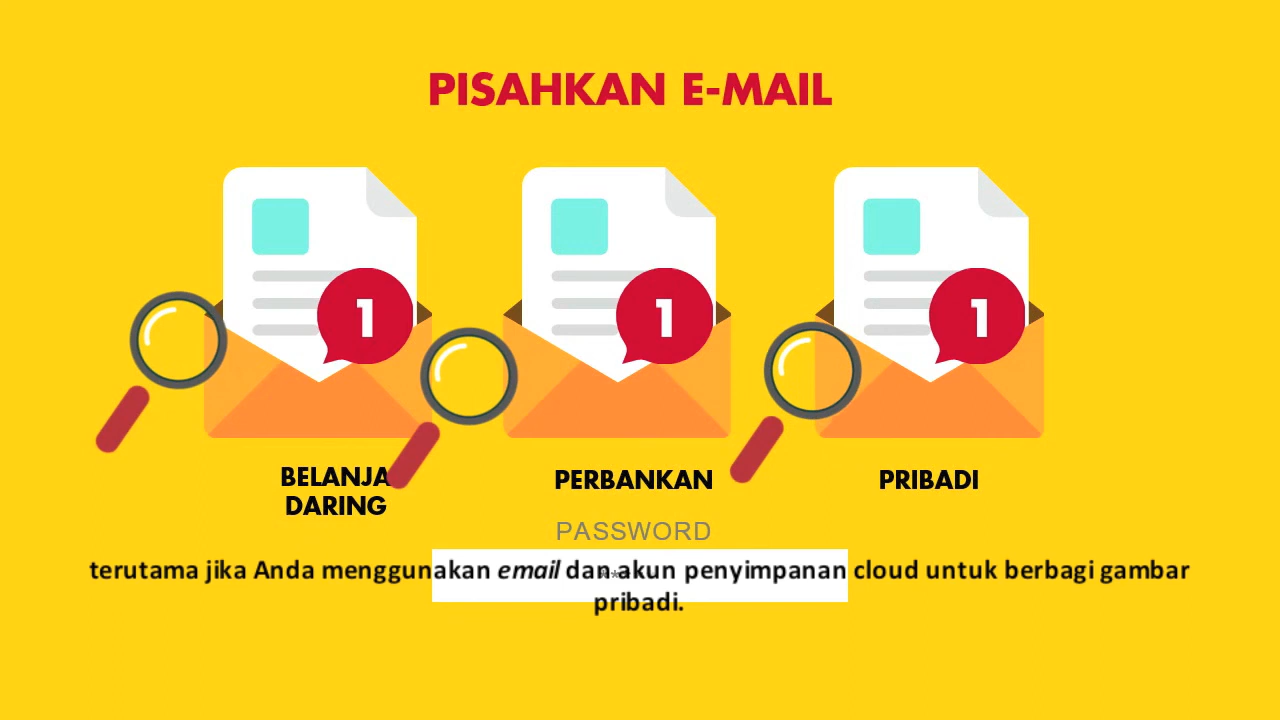 PISAHKAN E-MAIL
1 1 1
BELANJA
DARING
PERBANKAN
PRIBADI
PASSWORD
terutama jika Anda menggunakan email dan akun penyimpanan cloud untuk berbagi gambar
pribadi.